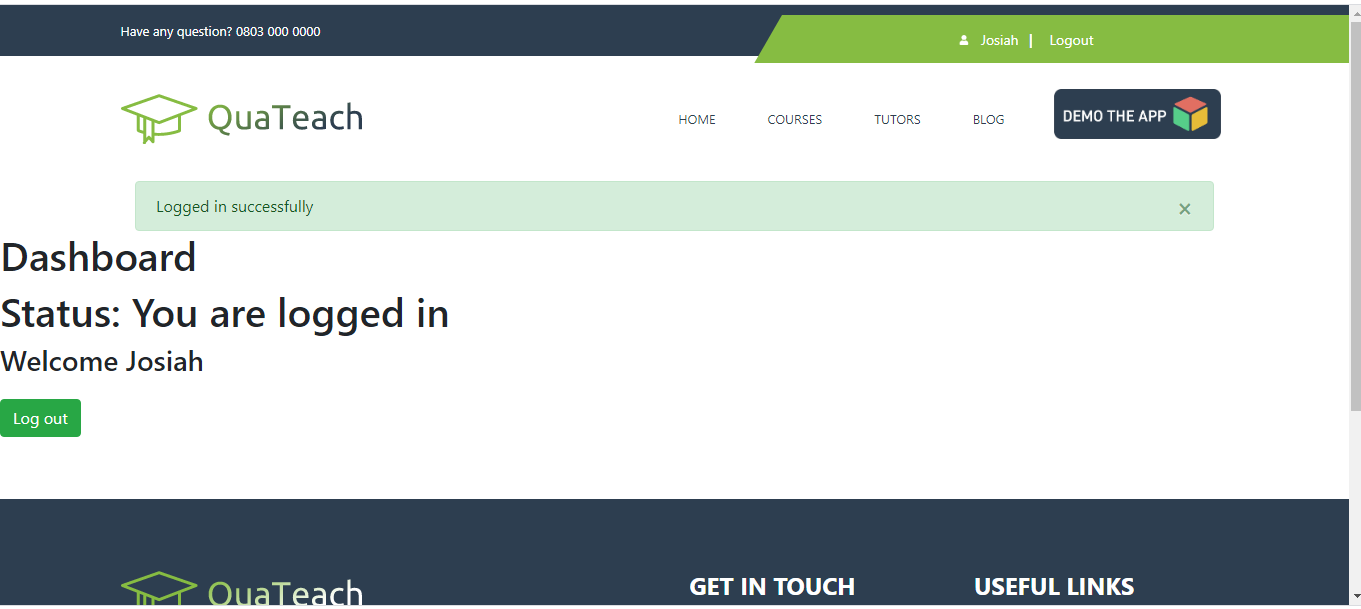 Have any question? 0803 000 0000
Josiah | Logout
QuaTeach
HOME COURSES TUTORS BLOG DEMO THE APP
Logged in successfully ×
Dashboard
Status: You are logged in
Welcome Josiah
Log out
QuaTeach GET IN TOUCH USEFUL LINKS